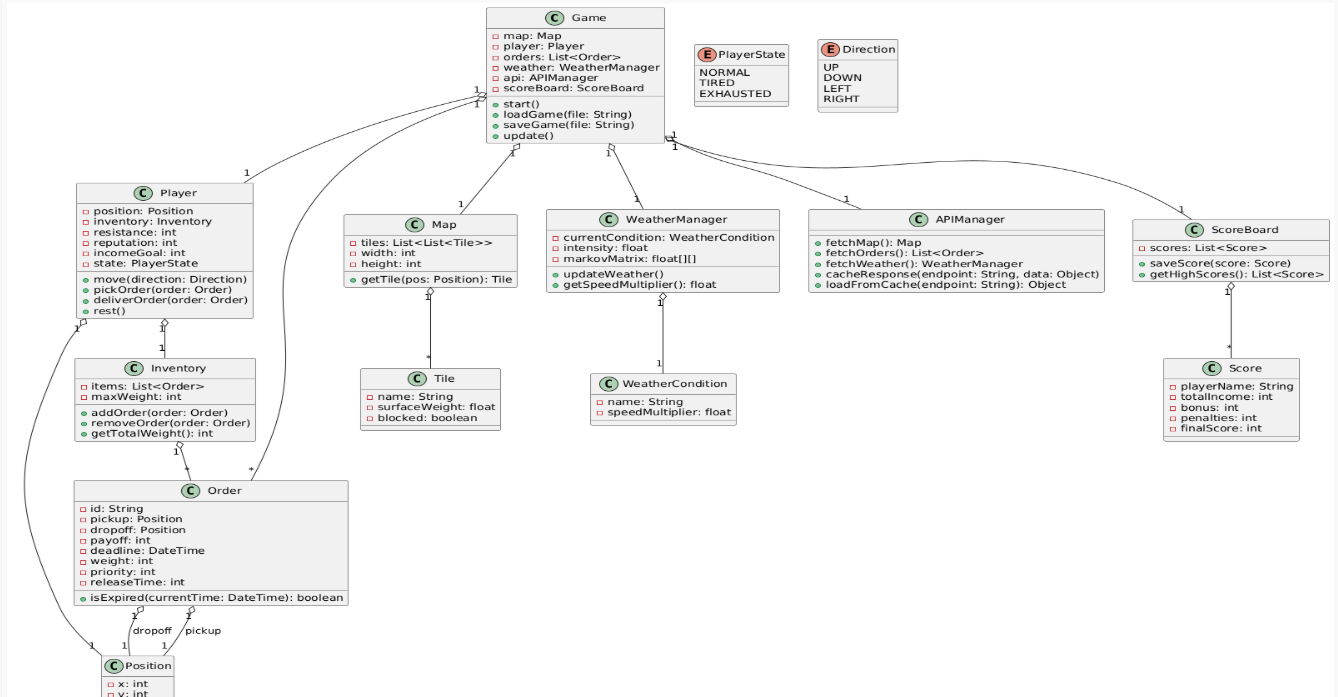 C Game
map: Map
player: Player
orders: List<Order>
weather: WeatherManager
api: APIManager
scoreBoard: ScoreBoard
start()
loadGame(file: String)
saveGame(file: String)
update()
E PlayerState
NORMAL
TIRED
EXHAUSTED
E Direction
UP
DOWN
LEFT
RIGHT
1
1
1
1
1
1
1
1
1
1
1
C Player
position: Position
inventory: Inventory
resistance: int
reputation: int
incomeGoal: int
state: PlayerState
move(direction: Direction)
pickOrder(order: Order)
deliverOrder(order: Order)
rest()
C Map
tiles: List<List<Tile>>
width: int
height: int
getTile(pos: Position): Tile
C WeatherManager
currentCondition: WeatherCondition
intensity: float
markovMatrix: float[][]
updateWeather()
getSpeedMultiplier(): float
C APIManager
fetchMap(): Map
fetchOrders(): List<Order>
fetchWeather(): WeatherManager
cacheResponse(endpoint: String, data: Object)
loadFromCache(endpoint: String): Object
C ScoreBoard
scores: List<Score>
saveScore(score: Score)
getHighScores(): List<Score>
1
1
1
1
1
1
*
1
*
C Inventory
items: List<Order>
maxWeight: int
addOrder(order: Order)
removeOrder(order: Order)
getTotalWeight(): int
C Tile
name: String
surfaceWeight: float
blocked: boolean
C WeatherCondition
name: String
speedMultiplier: float
C Score
playerName: String
totalIncome: int
bonus: int
penalties: int
finalScore: int
1
*
*
C Order
id: String
pickup: Position
dropoff: Position
payoff: int
deadline: DateTime
weight: int
priority: int
releaseTime: int
isExpired(currentTime: DateTime): boolean
1
1
dropoff
pickup
1
1
1
C Position
x: int
y: int